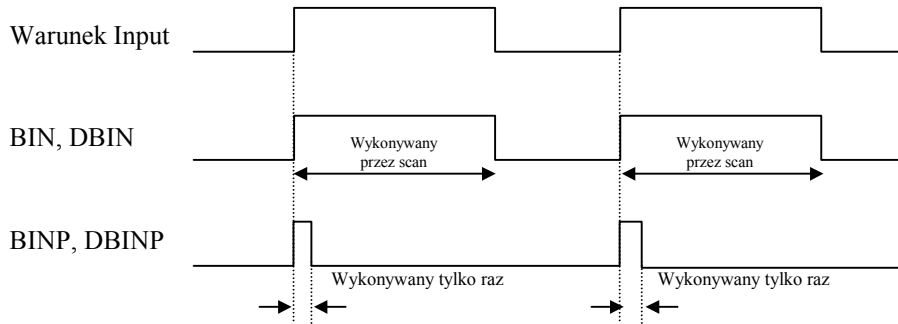 Warunek Input
BIN, DBIN
Wykonywany
przez scan
Wykonywany
przez scan
BINP, DBINP
Wykonywany tylko raz
Wykonywany tylko raz